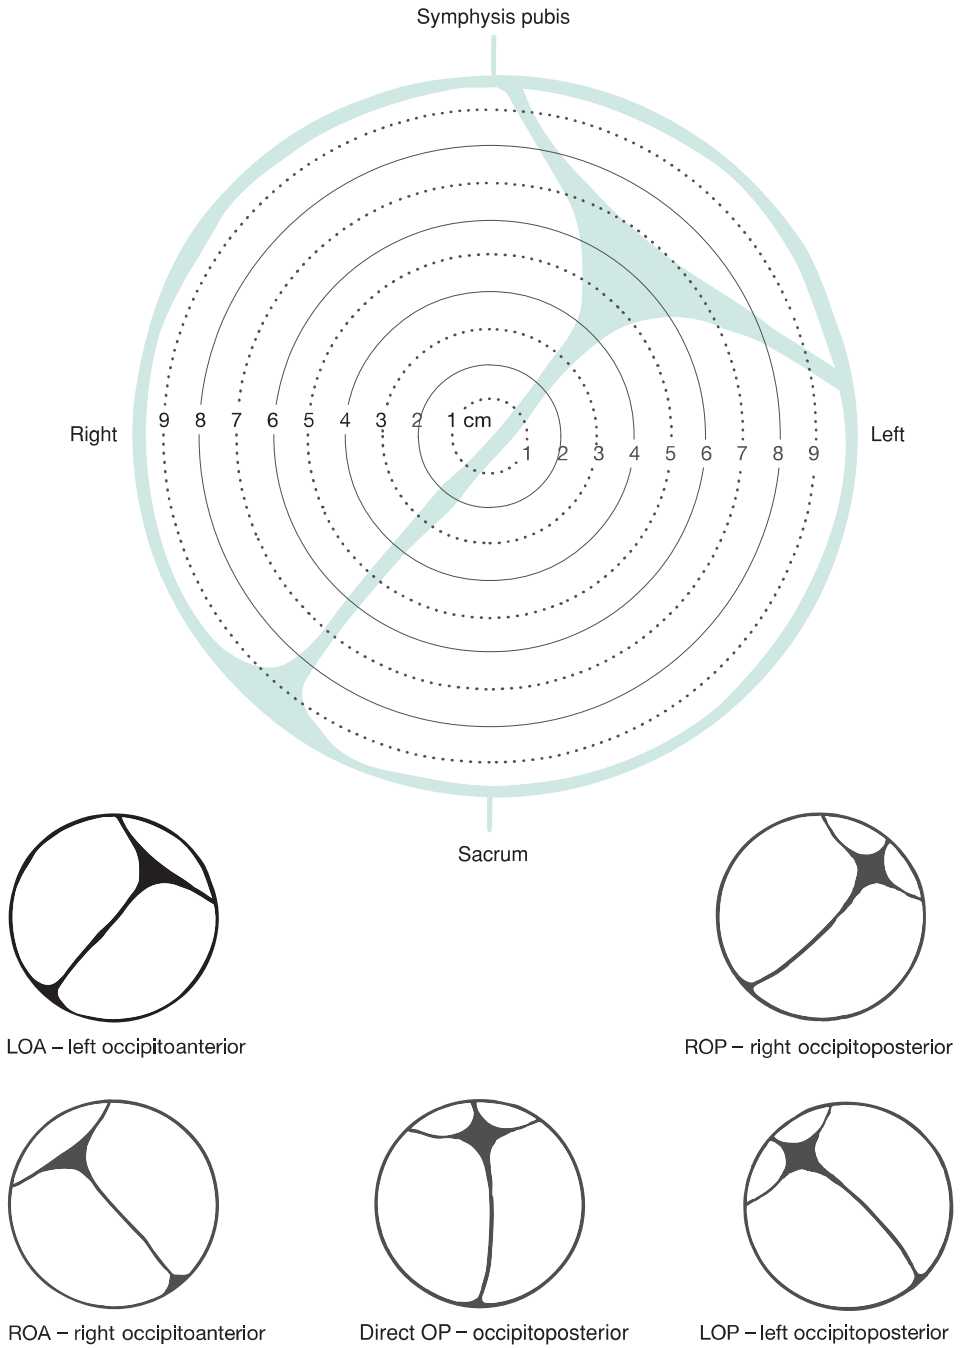 Symphysis pubis
Right
9 8 7 6 5 4 3 2 1 cm
1 2 3 4 5 6 7 8 9
Left
Sacrum
LOA – left occipitoanterior
ROP – right occipitoposterior
ROA – right occipitoanterior
Direct OP – occipitoposterior
LOP – left occipitoposterior